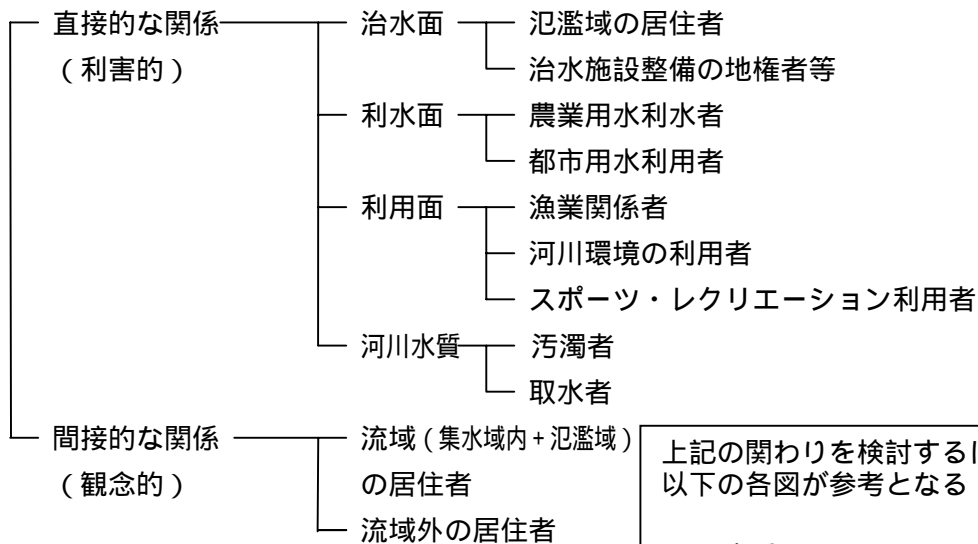 直接的な関係
（利害的）
治水面
氾濫域の居住者
治水施設整備の地権者等
利水面
農業用水利水者
都市用水利用者
利用面
漁業関係者
河川環境の利用者
スポーツ・レクリエーション利用者
河川水質
汚濁者
取水者
間接的な関係
（観念的）
流域（集水域内+氾濫域）
の居住者
流域外の居住者
上記の関わりを検討する
以下の各図が参考となる